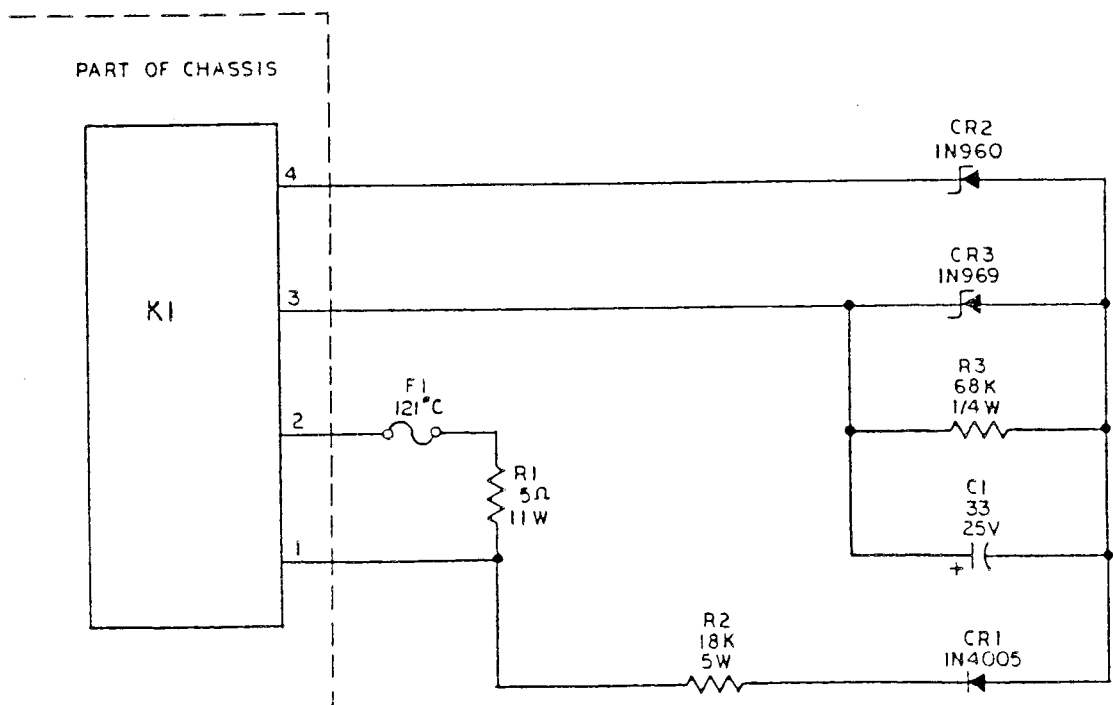 PART OF CHASSIS
K1
4
3
2
1
F1
121°C
R1
5Ω
11W
CR2
1N960
CR3
1N969
R3
68K
1/4W
C1
33
25V
+
R2
18K
5W
CR1
1N4005